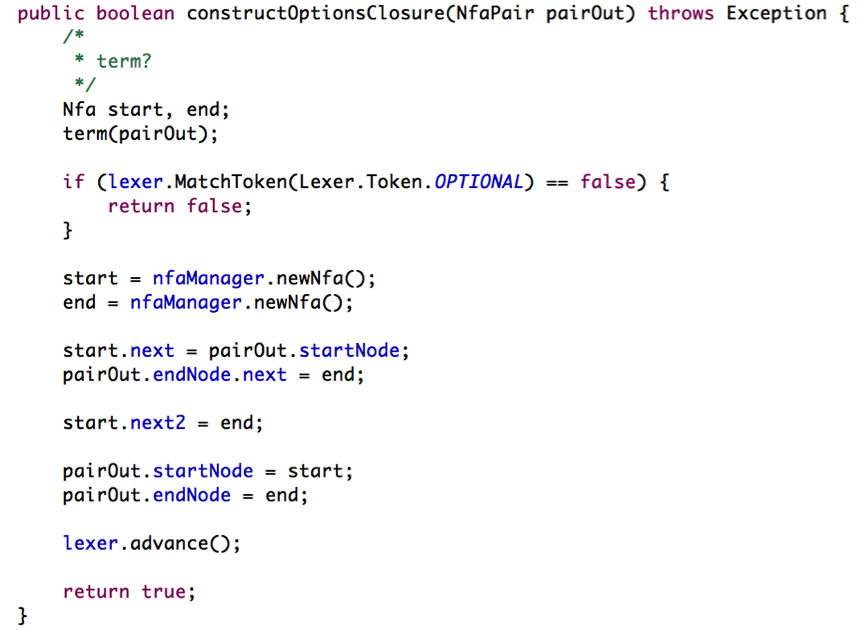 public boolean constructOptionsClosure(NfaPair pairOut) throws Exception {
    /*
     * term?
     */
    Nfa start, end;
    term(pairOut);

    if (lexer.MatchToken(Lexer.Token.OPTIONAL) == false) {
        return false;
    }

    start = nfaManager.newNfa();
    end = nfaManager.newNfa();

    start.next = pairOut.startNode;
    pairOut.endNode.next = end;

    start.next2 = end;

    pairOut.startNode = start;
    pairOut.endNode = end;

    lexer.advance();

    return true;
}